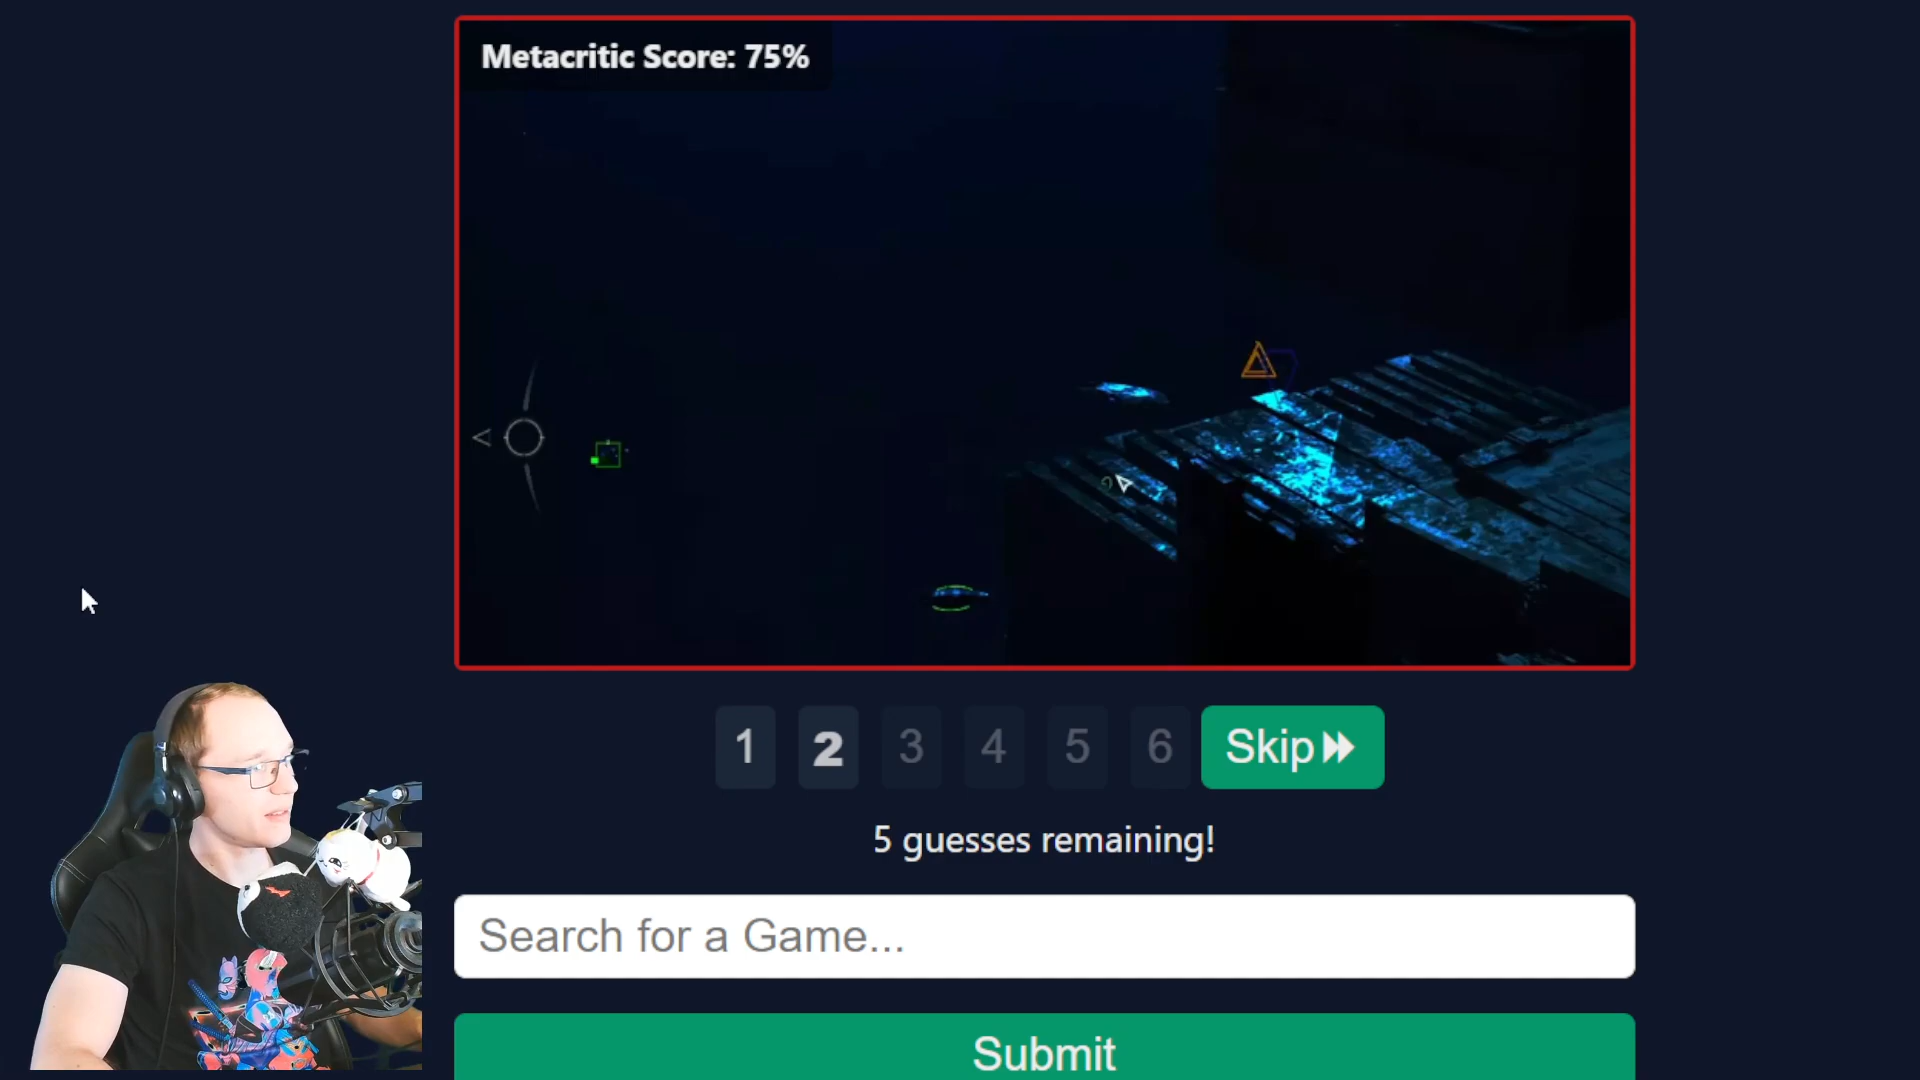 Metacritic Score: 75%
1 2 3 4 5 6 Skip
5 guesses remaining!
Search for a Game...
Submit